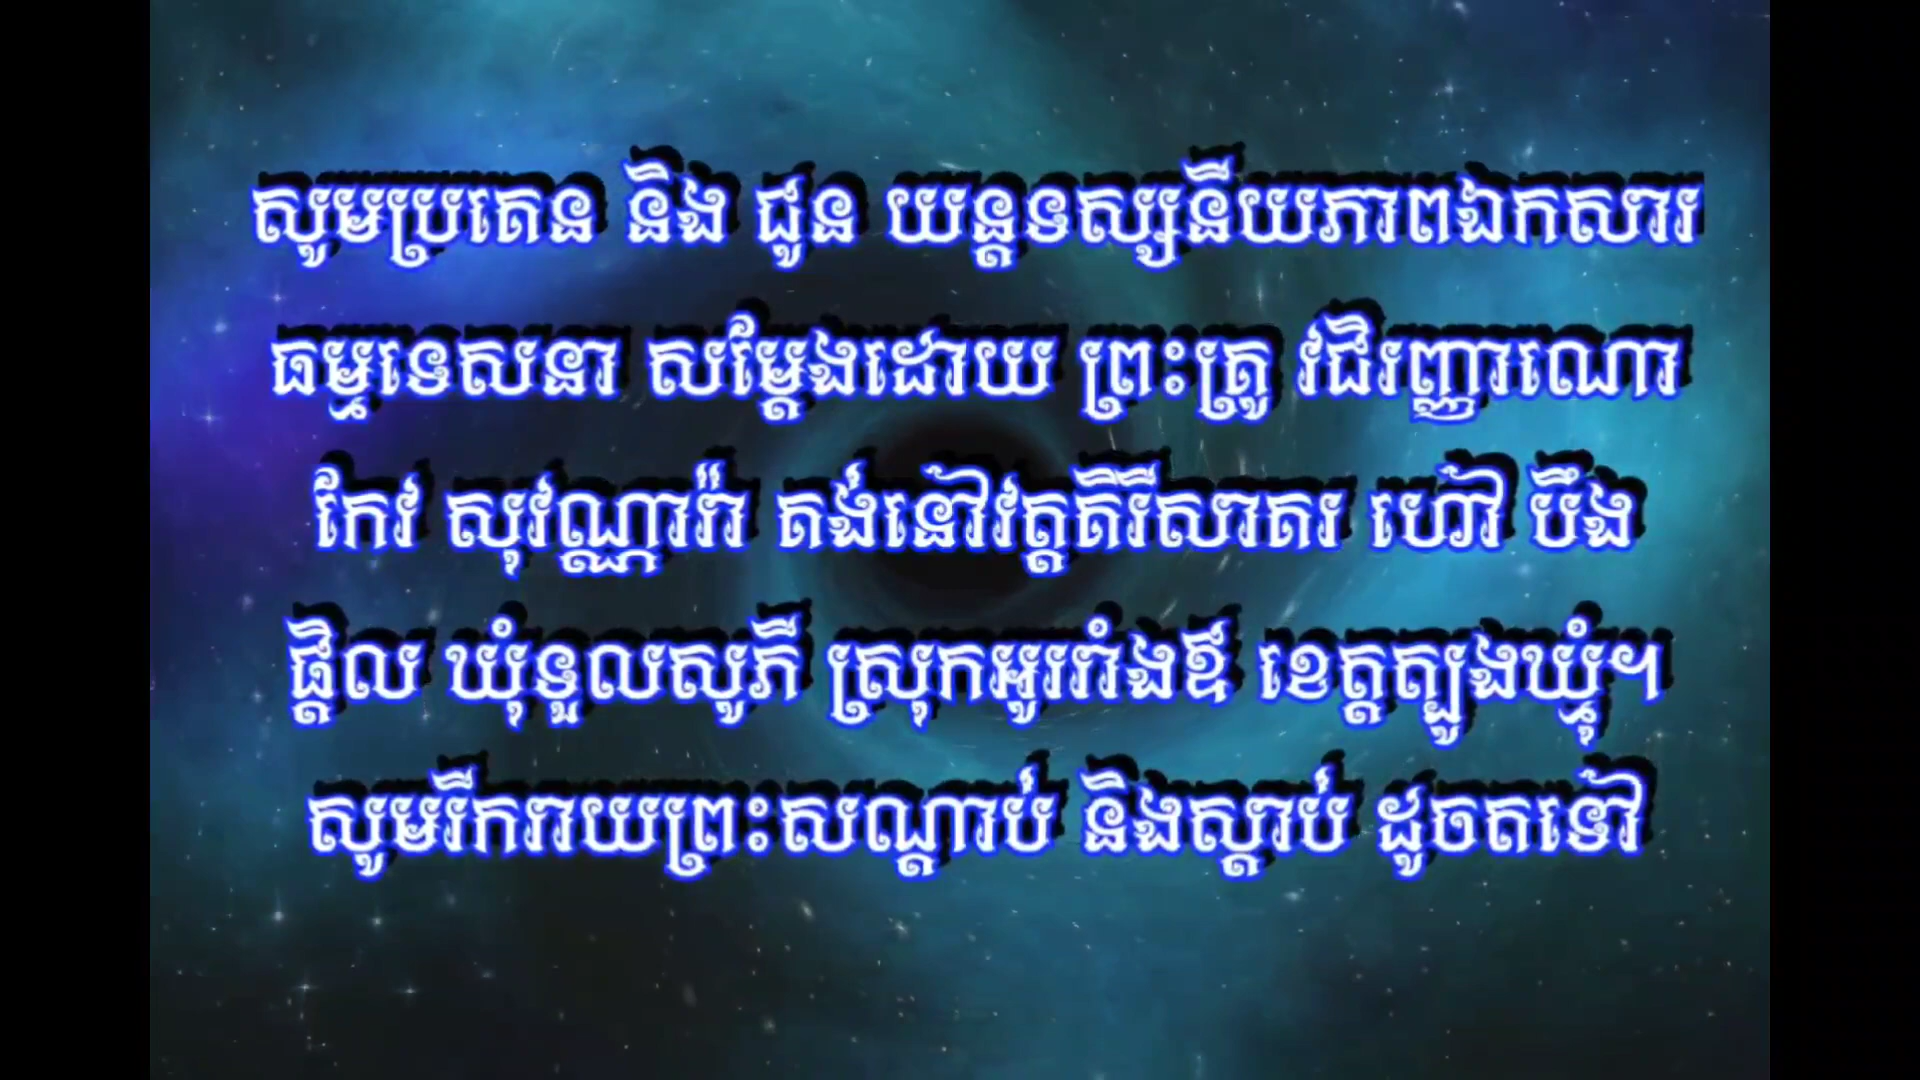 សូមប្រគេន និង ជូន យន្តទស្សនីយភាពឯកសារ
ធម្មទេសនា សម្ដែងដោយ ព្រះគ្រូ វជិរញ្ញាណោ
កែវ សុវណ្ណារ៉ា គង់នៅវត្តគិរីសាគរ ហៅ បឹង
ផ្ដិល ឃុំទួលសូភី ស្រុកអូររាំងឪ ខេត្តត្បូងឃ្មុំ។
សូមរីករាយព្រះសណ្ដាប់ និងស្ដាប់ ដូចតទៅ